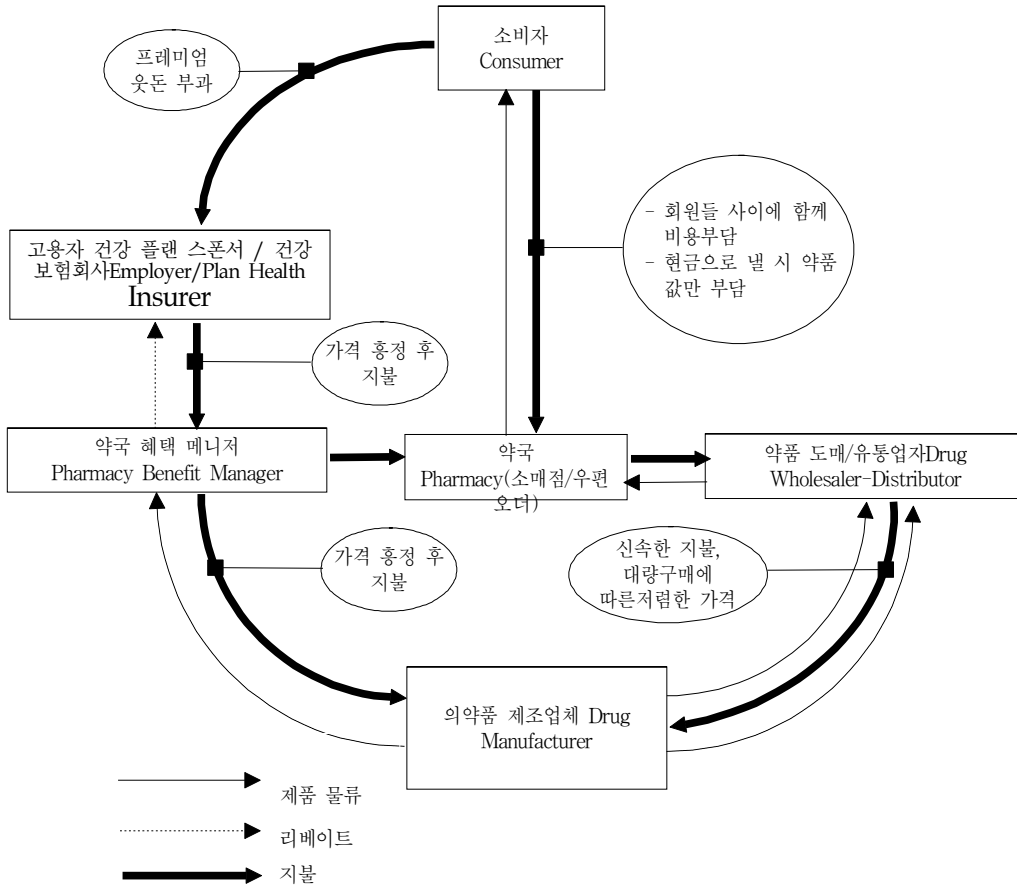 소비자
Consumer
프레미엄
웃돈 부과
- 회원들 사이에 함께
비용부담
- 현금으로 낼 시 약품
값만 부담
고용자 건강 플랜 스폰서 / 건강
보험회사Employer/Plan Health
Insurer
가격 흥정 후
지불
약국 혜택 메니저
Pharmacy Benefit Manager
약국
Pharmacy(소매점/우편
오더)
약품 도매/유통업자Drug
Wholesaler-Distributor
가격 흥정 후
지불
신속한 지불,
대량구매에
따른저렴한 가격
의약품 제조업체 Drug
Manufacturer
제품 물류
리베이트
지불